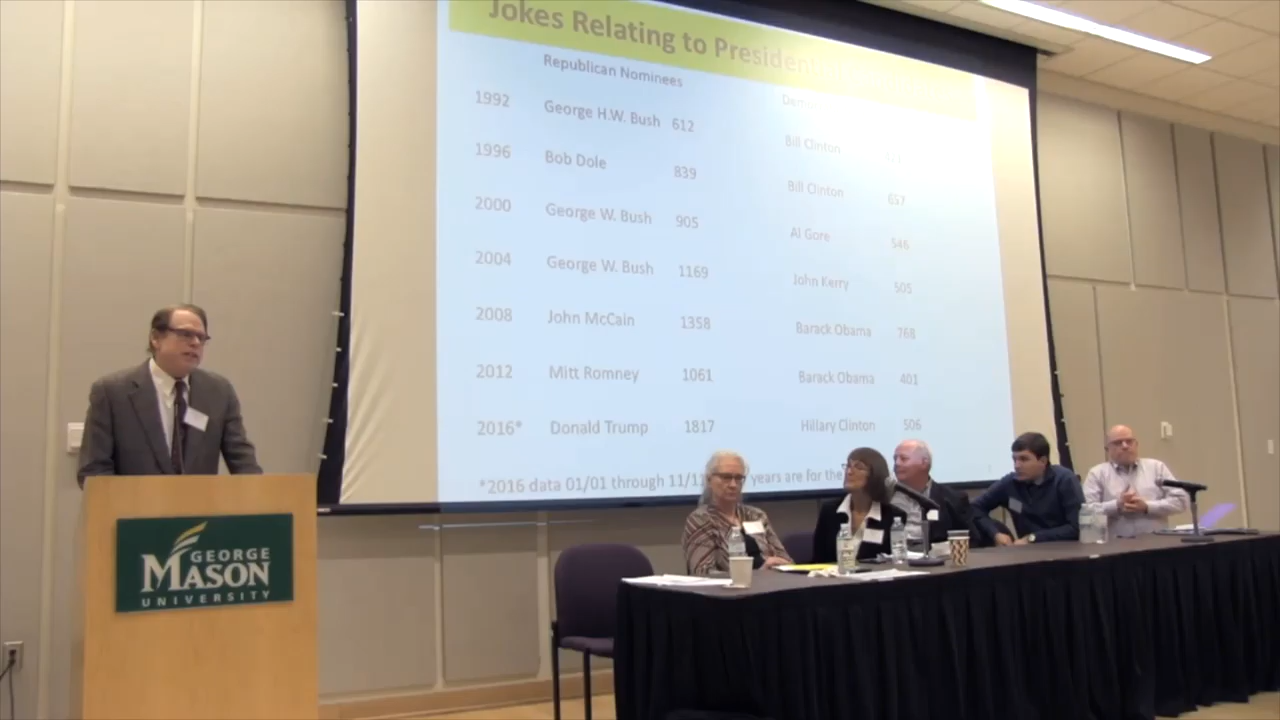 Jokes Relating to President
Republican Nominees
1992 George H.W. Bush 612 Bill Clinton
1996 Bob Dole 839 Bill Clinton 657
2000 George W. Bush 905 Al Gore 546
2004 George W. Bush 1169 John Kerry 505
2008 John McCain 1358 Barack Obama 768
2012 Mitt Romney 1061 Barack Obama 401
2016* Donald Trump 1817 Hillary Clinton 506
*2016 data 01/01 through 11/1 years are for the
GEORGE
MASON
UNIVERSITY